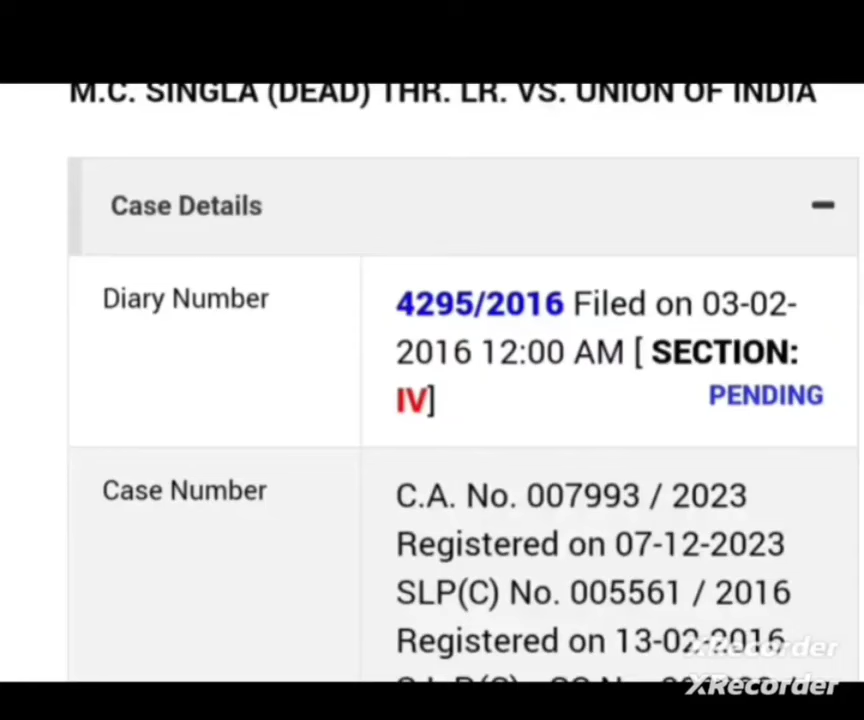 M.C. SINGLA (DEAD) THR. LR. VS. UNION OF INDIA
Case Details
Diary Number
4295/2016 Filed on 03-02-
2016 12:00 AM [ SECTION:
IV]
PENDING
Case Number
C.A. No. 007993 / 2023
Registered on 07-12-2023
SLP(C) No. 005561 / 2016
Registered on 13-02-2016
XRecorder
XRecorder